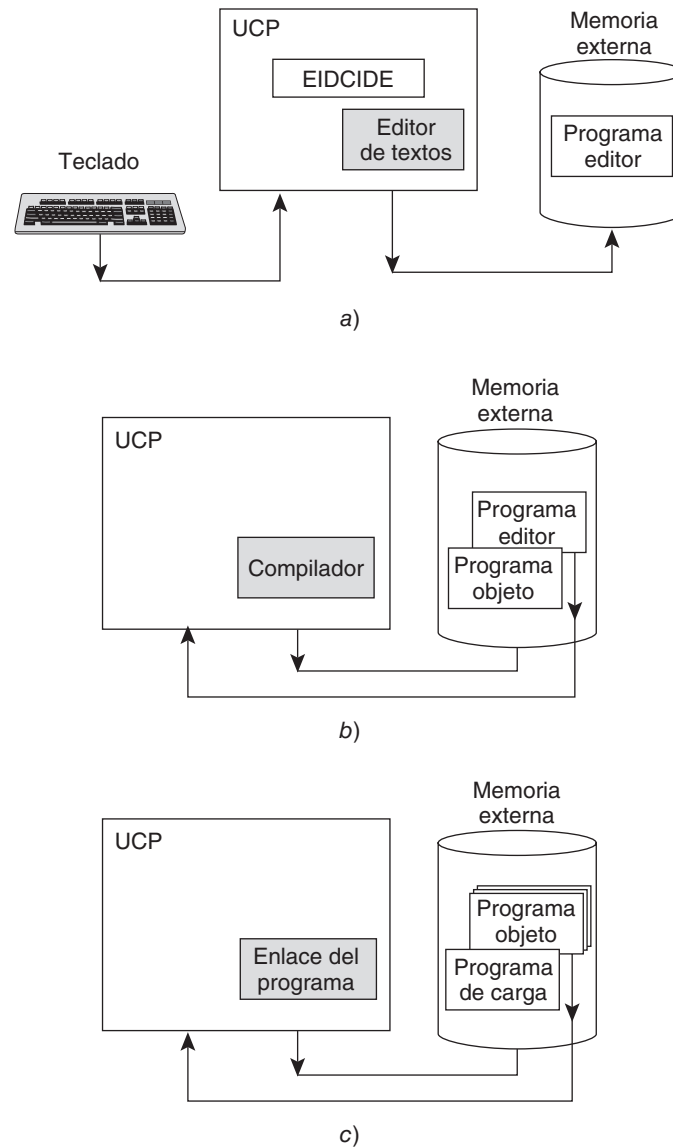 UCP
Memoria
externa
EIDCIDE
Editor
de textos
Programa
editor
Teclado
a)
Memoria
externa
UCP
Programa
editor
Compilador
Programa
objeto
b)
Memoria
externa
UCP
Programa
objeto
Enlace del
programa
Programa
de carga
c)